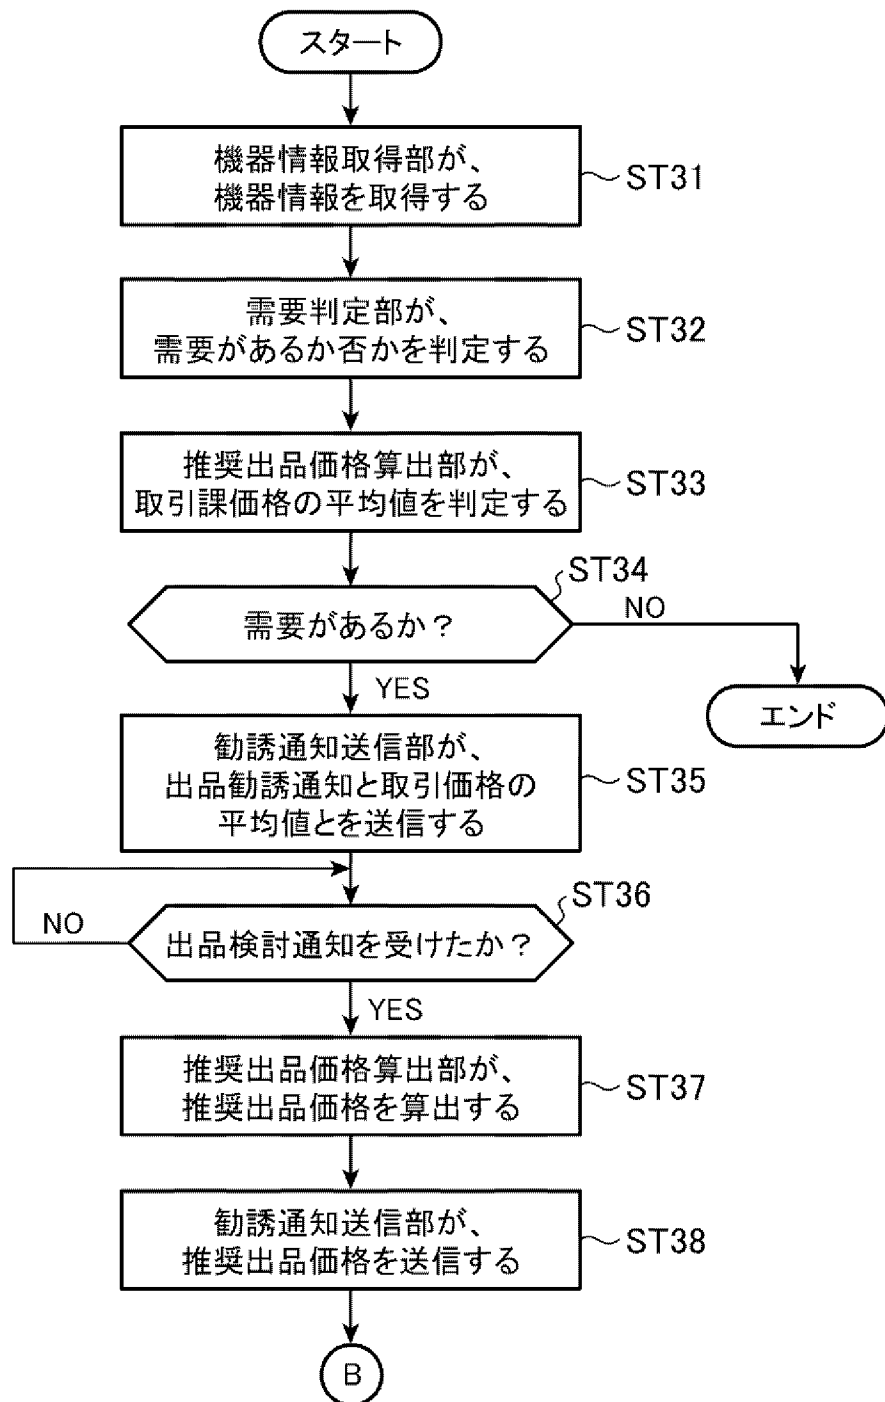 スタート
機器情報取得部が、
機器情報を取得する
ST31
需要判定部が、
需要があるか否かを判定する
ST32
推奨出品価格算出部が、
取引課価格の平均値を判定する
ST33
ST34
需要があるか？
NO
YES
エンド
勧誘通知送信部が、
出品勧誘通知と取引価格の
平均値とを送信する
ST35
ST36
NO
出品検討通知を受けたか？
YES
推奨出品価格算出部が、
推奨出品価格を算出する
ST37
勧誘通知送信部が、
推奨出品価格を送信する
ST38
B